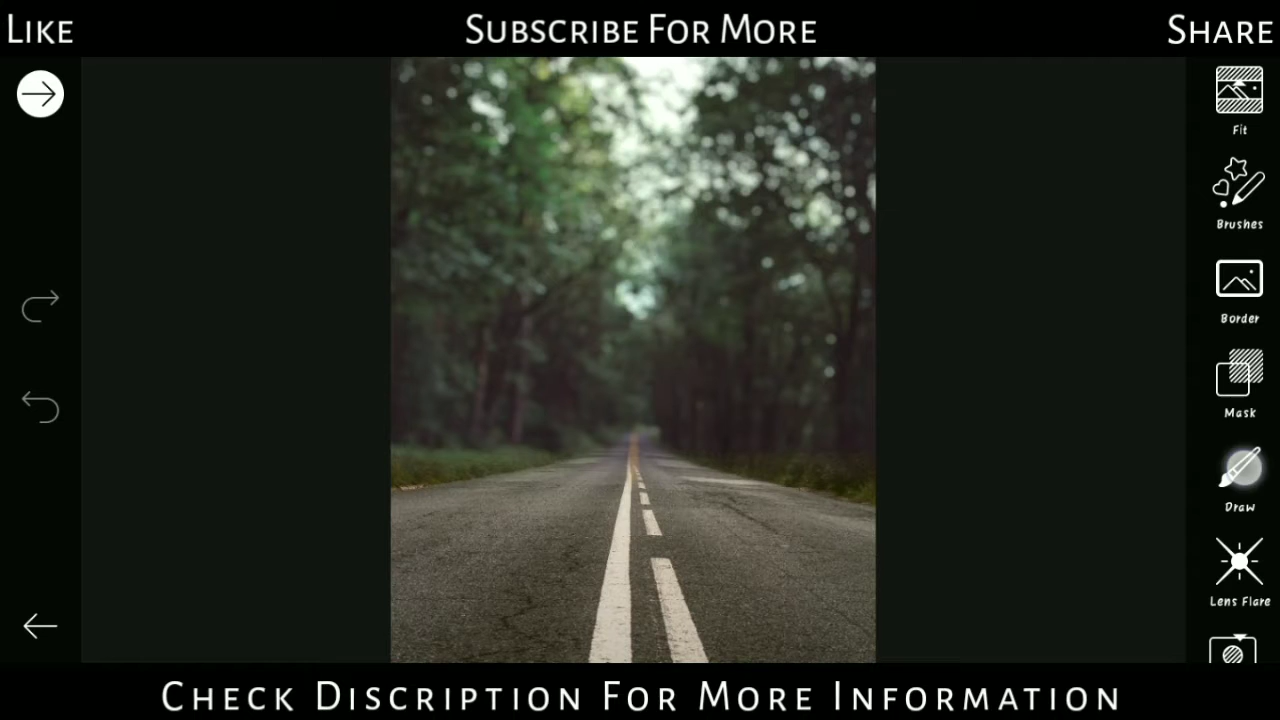 LIKE
SUBSCRIBE FOR MORE
SHARE
Fit
Brushes
Border
Mask
Draw
Lens Flare
CHECK DISCRIPTION FOR MORE INFORMATION